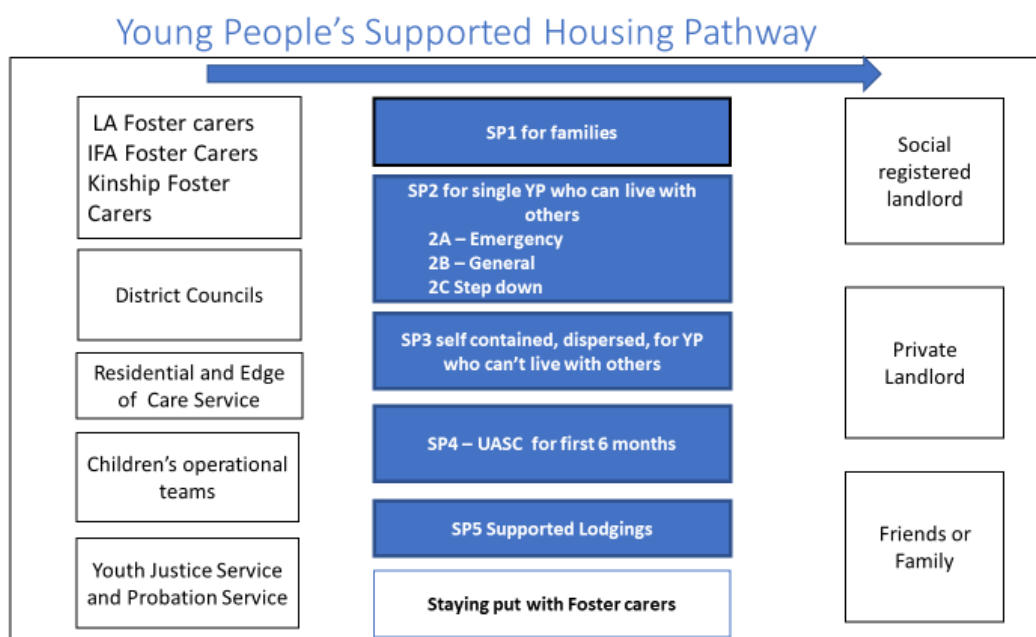 Young People's Supported Housing Pathway
LA Foster carers
IFA Foster Carers
Kinship Foster
Carers
District Councils
Residential and Edge
of Care Service
Children's operational
teams
Youth Justice Service
and Probation Service
SP1 for families
SP2 for single YP who can live with
others
2A – Emergency
2B – General
2C Step down
SP3 self contained, dispersed, for YP
who can't live with others
SP4 – UASC for first 6 months
SP5 Supported Lodgings
Staying put with Foster carers
Social
registered
landlord
Private
Landlord
Friends or
Family